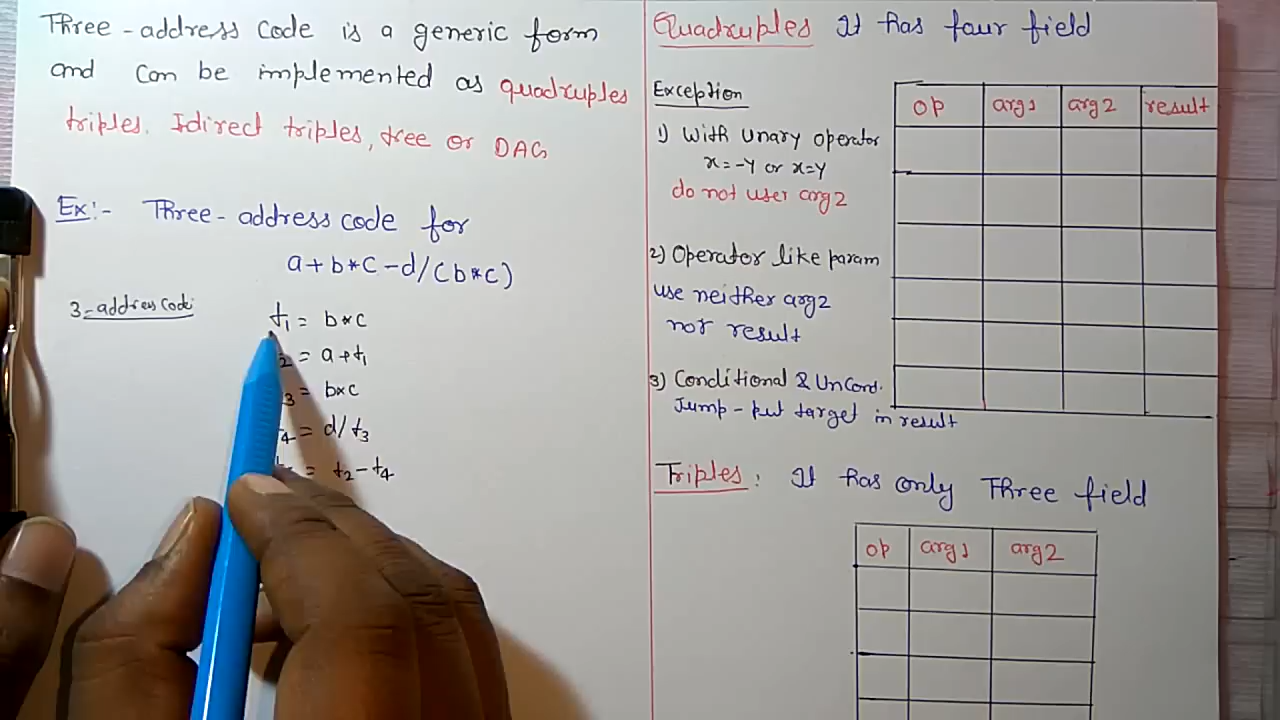 Three-address code is a generic form
and can be implemented as quadruples
triples, Idirect triples, tree or DAG
Ex:- Three-address code for
a+b*c-d/(b*c)
3-address code
t1 = b*c
2 = a+t1
3 = b*c
t4 = d/t3
= t2-t4
Quadruples It has four field
Exception
1) With Unary operator
x=-y or x=y
do not user arg2
2) Operator like param
use neither arg2
nor result
3) Conditional & UnCond.
Jump - put target in result
op arg1 arg2 result
Triples: It has only Three field
op arg1 arg2